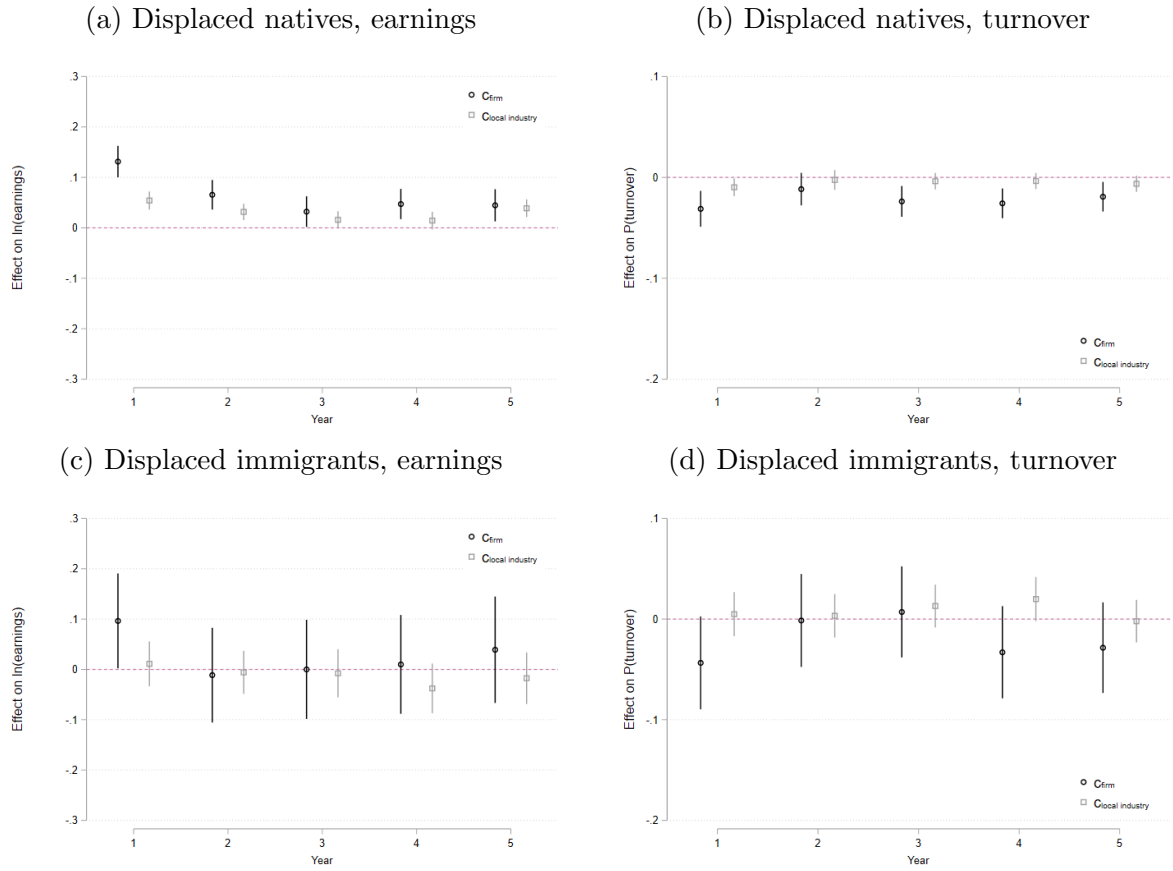 (a) Displaced natives, earnings
.3
.2
.1
0
-.1
-.2
-.3
Effect on ln(earnings)
Cfirm
Clocal industry
1 2 3 4 5
Year
(b) Displaced natives, turnover
.1
0
-.1
-.2
Effect on P(turnover)
Cfirm
Clocal industry
1 2 3 4 5
Year
(c) Displaced immigrants, earnings
.3
.2
.1
0
-.1
-.2
-.3
Effect on ln(earnings)
Cfirm
Clocal industry
1 2 3 4 5
Year
(d) Displaced immigrants, turnover
.1
0
-.1
-.2
Effect on P(turnover)
Cfirm
Clocal industry
1 2 3 4 5
Year